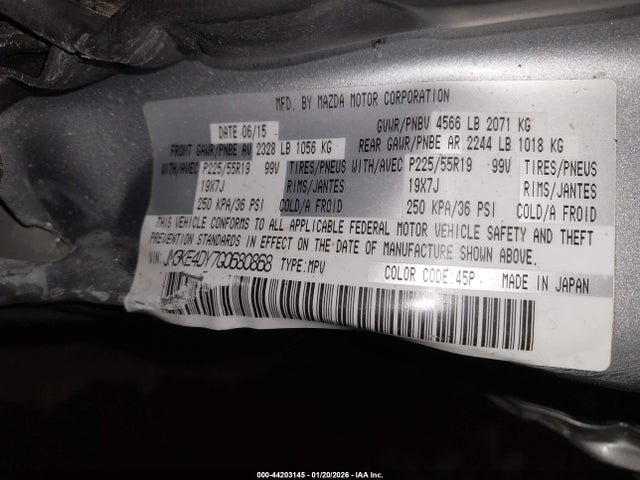 MFD. BY MAZDA MOTOR CORPORATION
DATE 06/15 GVWR/PNBV 4566 LB 2071 KG
FRONT GAWR/PNBE AV 2328 LB 1056 KG REAR GAWR/PNBE AR 2244 LB 1018 KG
WITH/AVEC P225/55R19 99V TIRES/PNEUS WITH/AVEC P225/55R19 99V TIRES/PNEUS
19X7J RIMS/JANTES 19X7J RIMS/JANTES
250 KPA/36 PSI COLD/A FROID 250 KPA/36 PSI COLD/A FROID
THIS VEHICLE CONFORMS TO ALL APPLICABLE FEDERAL MOTOR VEHICLE SAFETY AND THEFT
PREVENTION STANDARDS IN EFFECT ON THE DATE OF MANUFACTURE SHOWN ABOVE.
VIN: JM3KE4DY7G0680868 TYPE:MPV COLOR CODE:45P MADE IN JAPAN
000-44203145 - 01/20/2026 - IAA Inc.